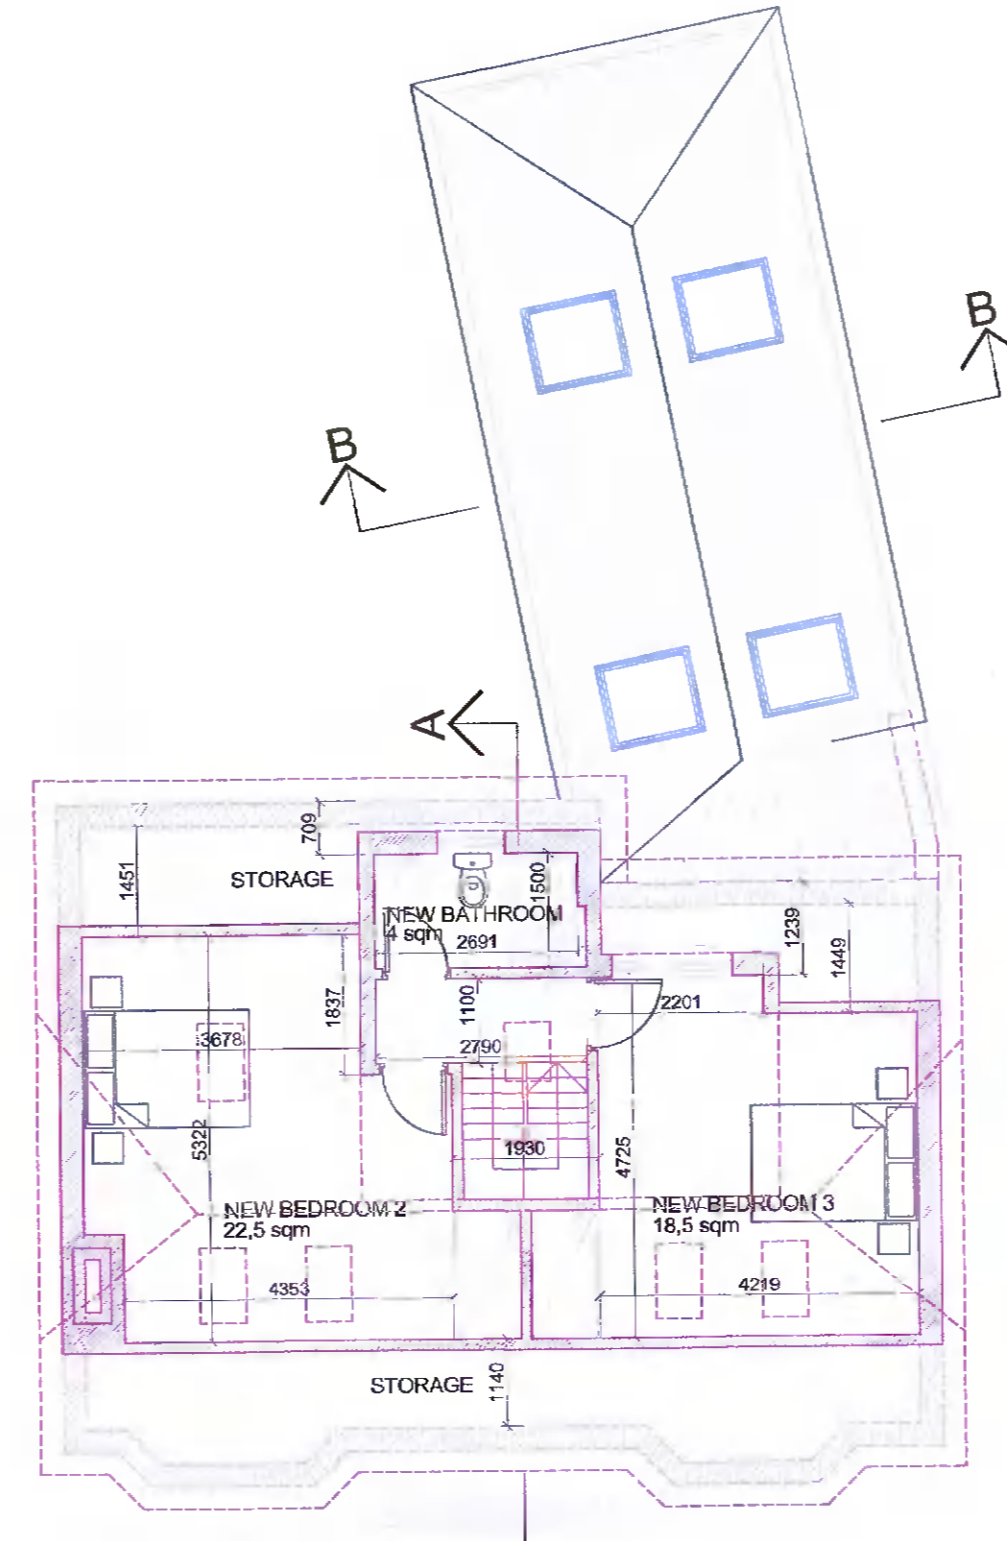 B
B
A
709
1451
STORAGE
1500
NEW BATHROOM
4 sqm
2691
1239
1449
1837
1100
2201
3678
2790
5322
1930
4725
NEW BEDROOM 2
22,5 sqm
NEW BEDROOM 3
18,5 sqm
4353
4219
STORAGE
1140